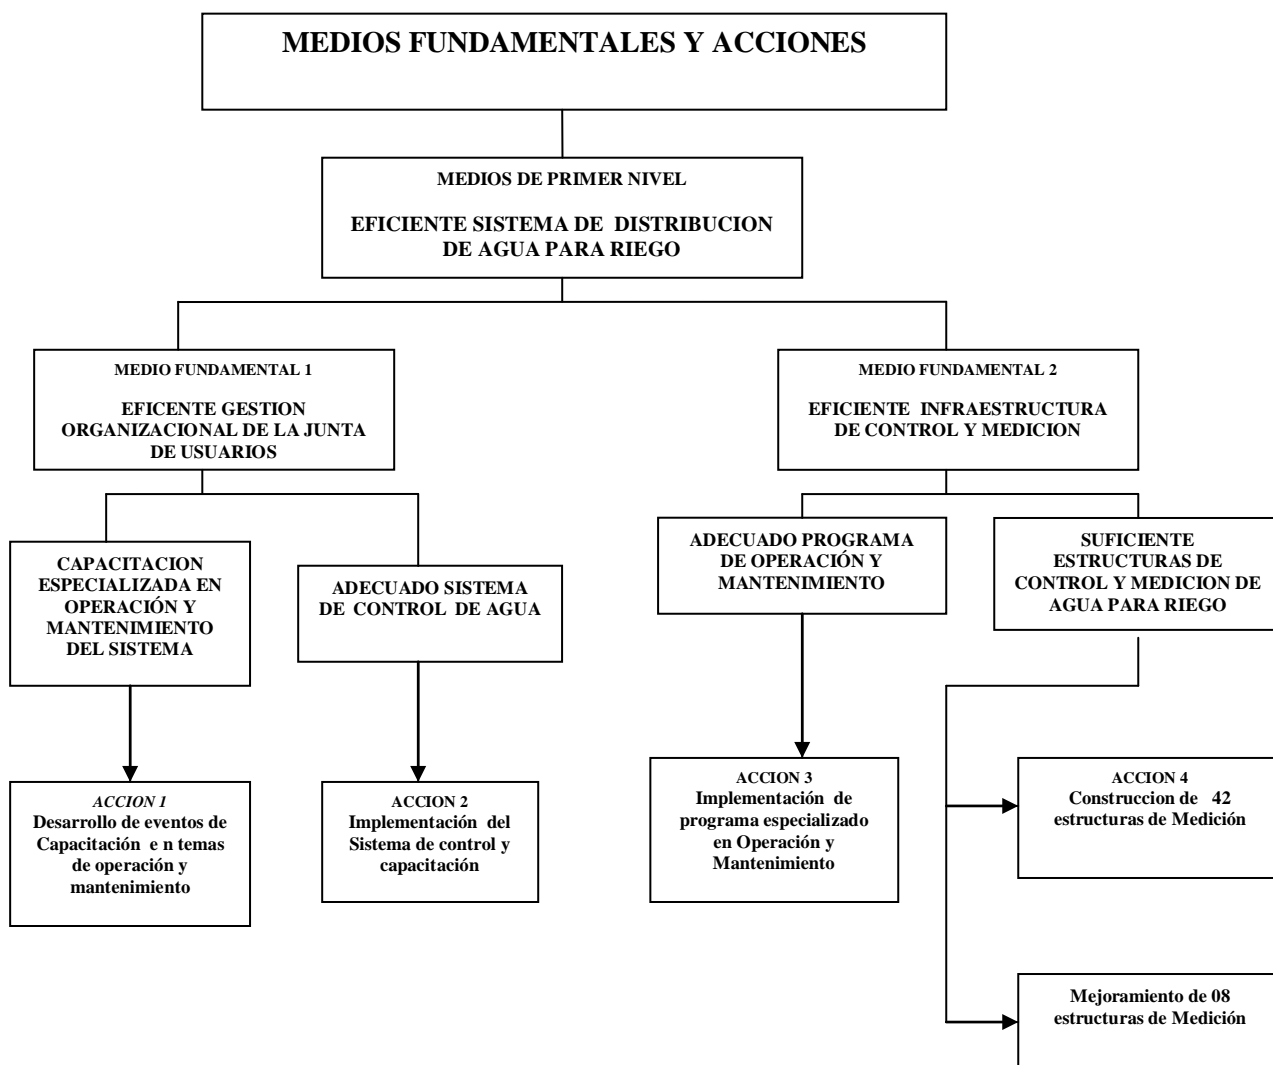 MEDIOS FUNDAMENTALES Y ACCIONES
MEDIOS DE PRIMER NIVEL
EFICIENTE SISTEMA DE DISTRIBUCION
DE AGUA PARA RIEGO
MEDIO FUNDAMENTAL 1
EFICENTE GESTION
ORGANIZACIONAL DE LA JUNTA
DE USUARIOS
MEDIO FUNDAMENTAL 2
EFICIENTE INFRAESTRUCTURA
DE CONTROL Y MEDICION
CAPACITACION
ESPECIALIZADA EN
OPERACIÓN Y
MANTENIMIENTO
DEL SISTEMA
ADECUADO SISTEMA
DE CONTROL DE AGUA
ADECUADO PROGRAMA
DE OPERACIÓN Y
MANTENIMIENTO
SUFICIENTE
ESTRUCTURAS DE
CONTROL Y MEDICION DE
AGUA PARA RIEGO
ACCION 1
Desarrollo de eventos de
Capacitación e n temas
de operación y
mantenimiento
ACCION 2
Implementación del
Sistema de control y
capacitación
ACCION 3
Implementación de
programa especializado
en Operación y
Mantenimiento
ACCION 4
Construccion de 42
estructuras de Medición
Mejoramiento de 08
estructuras de Medición